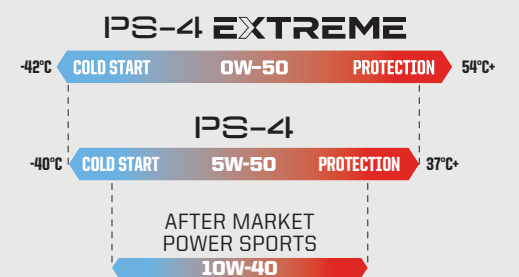 PS-4 EXTREME
-42°C COLD START 0W-50 PROTECTION 54°C+
PS-4
-40°C COLD START 5W-50 PROTECTION 37°C+
AFTER MARKET
POWER SPORTS
10W-40